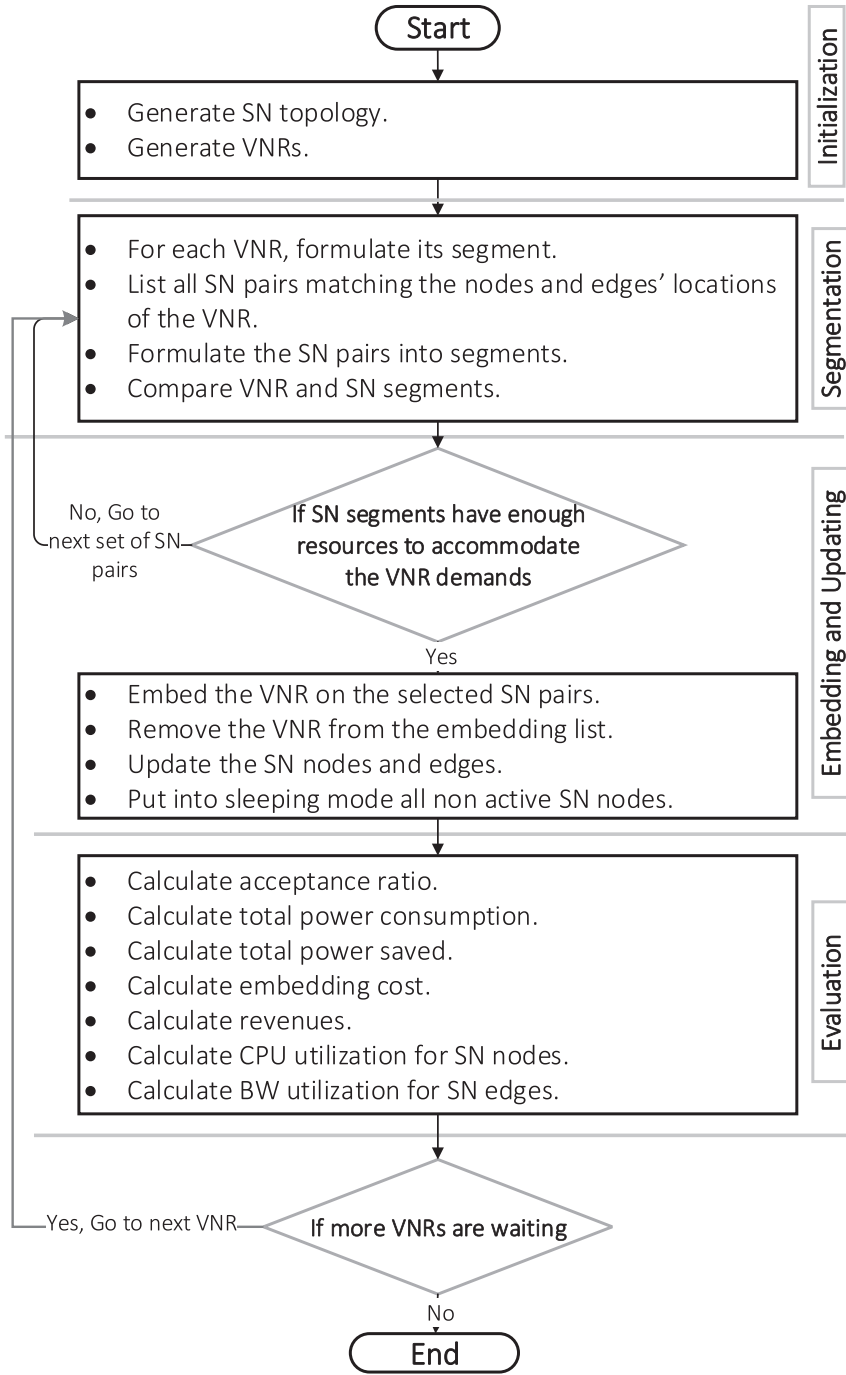 Start
Initialization
• Generate SN topology.
• Generate VNRs.
Segmentation
• For each VNR, formulate its segment.
• List all SN pairs matching the nodes and edges’ locations
of the VNR.
• Formulate the SN pairs into segments.
• Compare VNR and SN segments.
Embedding and Updating
If SN segments have enough
resources to accommodate
the VNR demands
No, Go to
next set of SN
pairs
Yes
• Embed the VNR on the selected SN pairs.
• Remove the VNR from the embedding list.
• Update the SN nodes and edges.
• Put into sleeping mode all non active SN nodes.
Evaluation
• Calculate acceptance ratio.
• Calculate total power consumption.
• Calculate total power saved.
• Calculate embedding cost.
• Calculate revenues.
• Calculate CPU utilization for SN nodes.
• Calculate BW utilization for SN edges.
If more VNRs are waiting
Yes, Go to next VNR
No
End